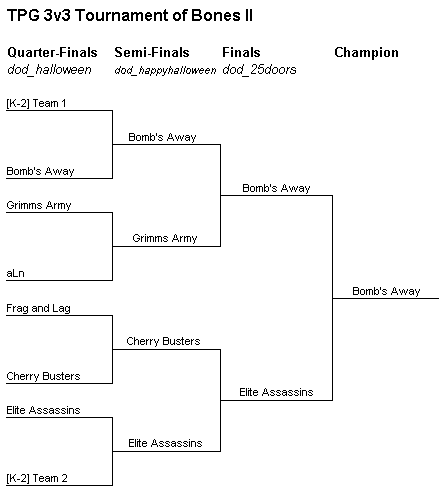 TPG 3v3 Tournament of Bones II
Quarter-Finals Semi-Finals Finals Champion
dod_halloween dod_happyhalloween dod_25doors
[K-2] Team 1
Bomb's Away
Bomb's Away
Bomb's Away
Grimms Army
Grimms Army
aLn
Bomb's Away
Frag and Lag
Cherry Busters
Cherry Busters
Elite Assassins
Elite Assassins
Elite Assassins
[K-2] Team 2